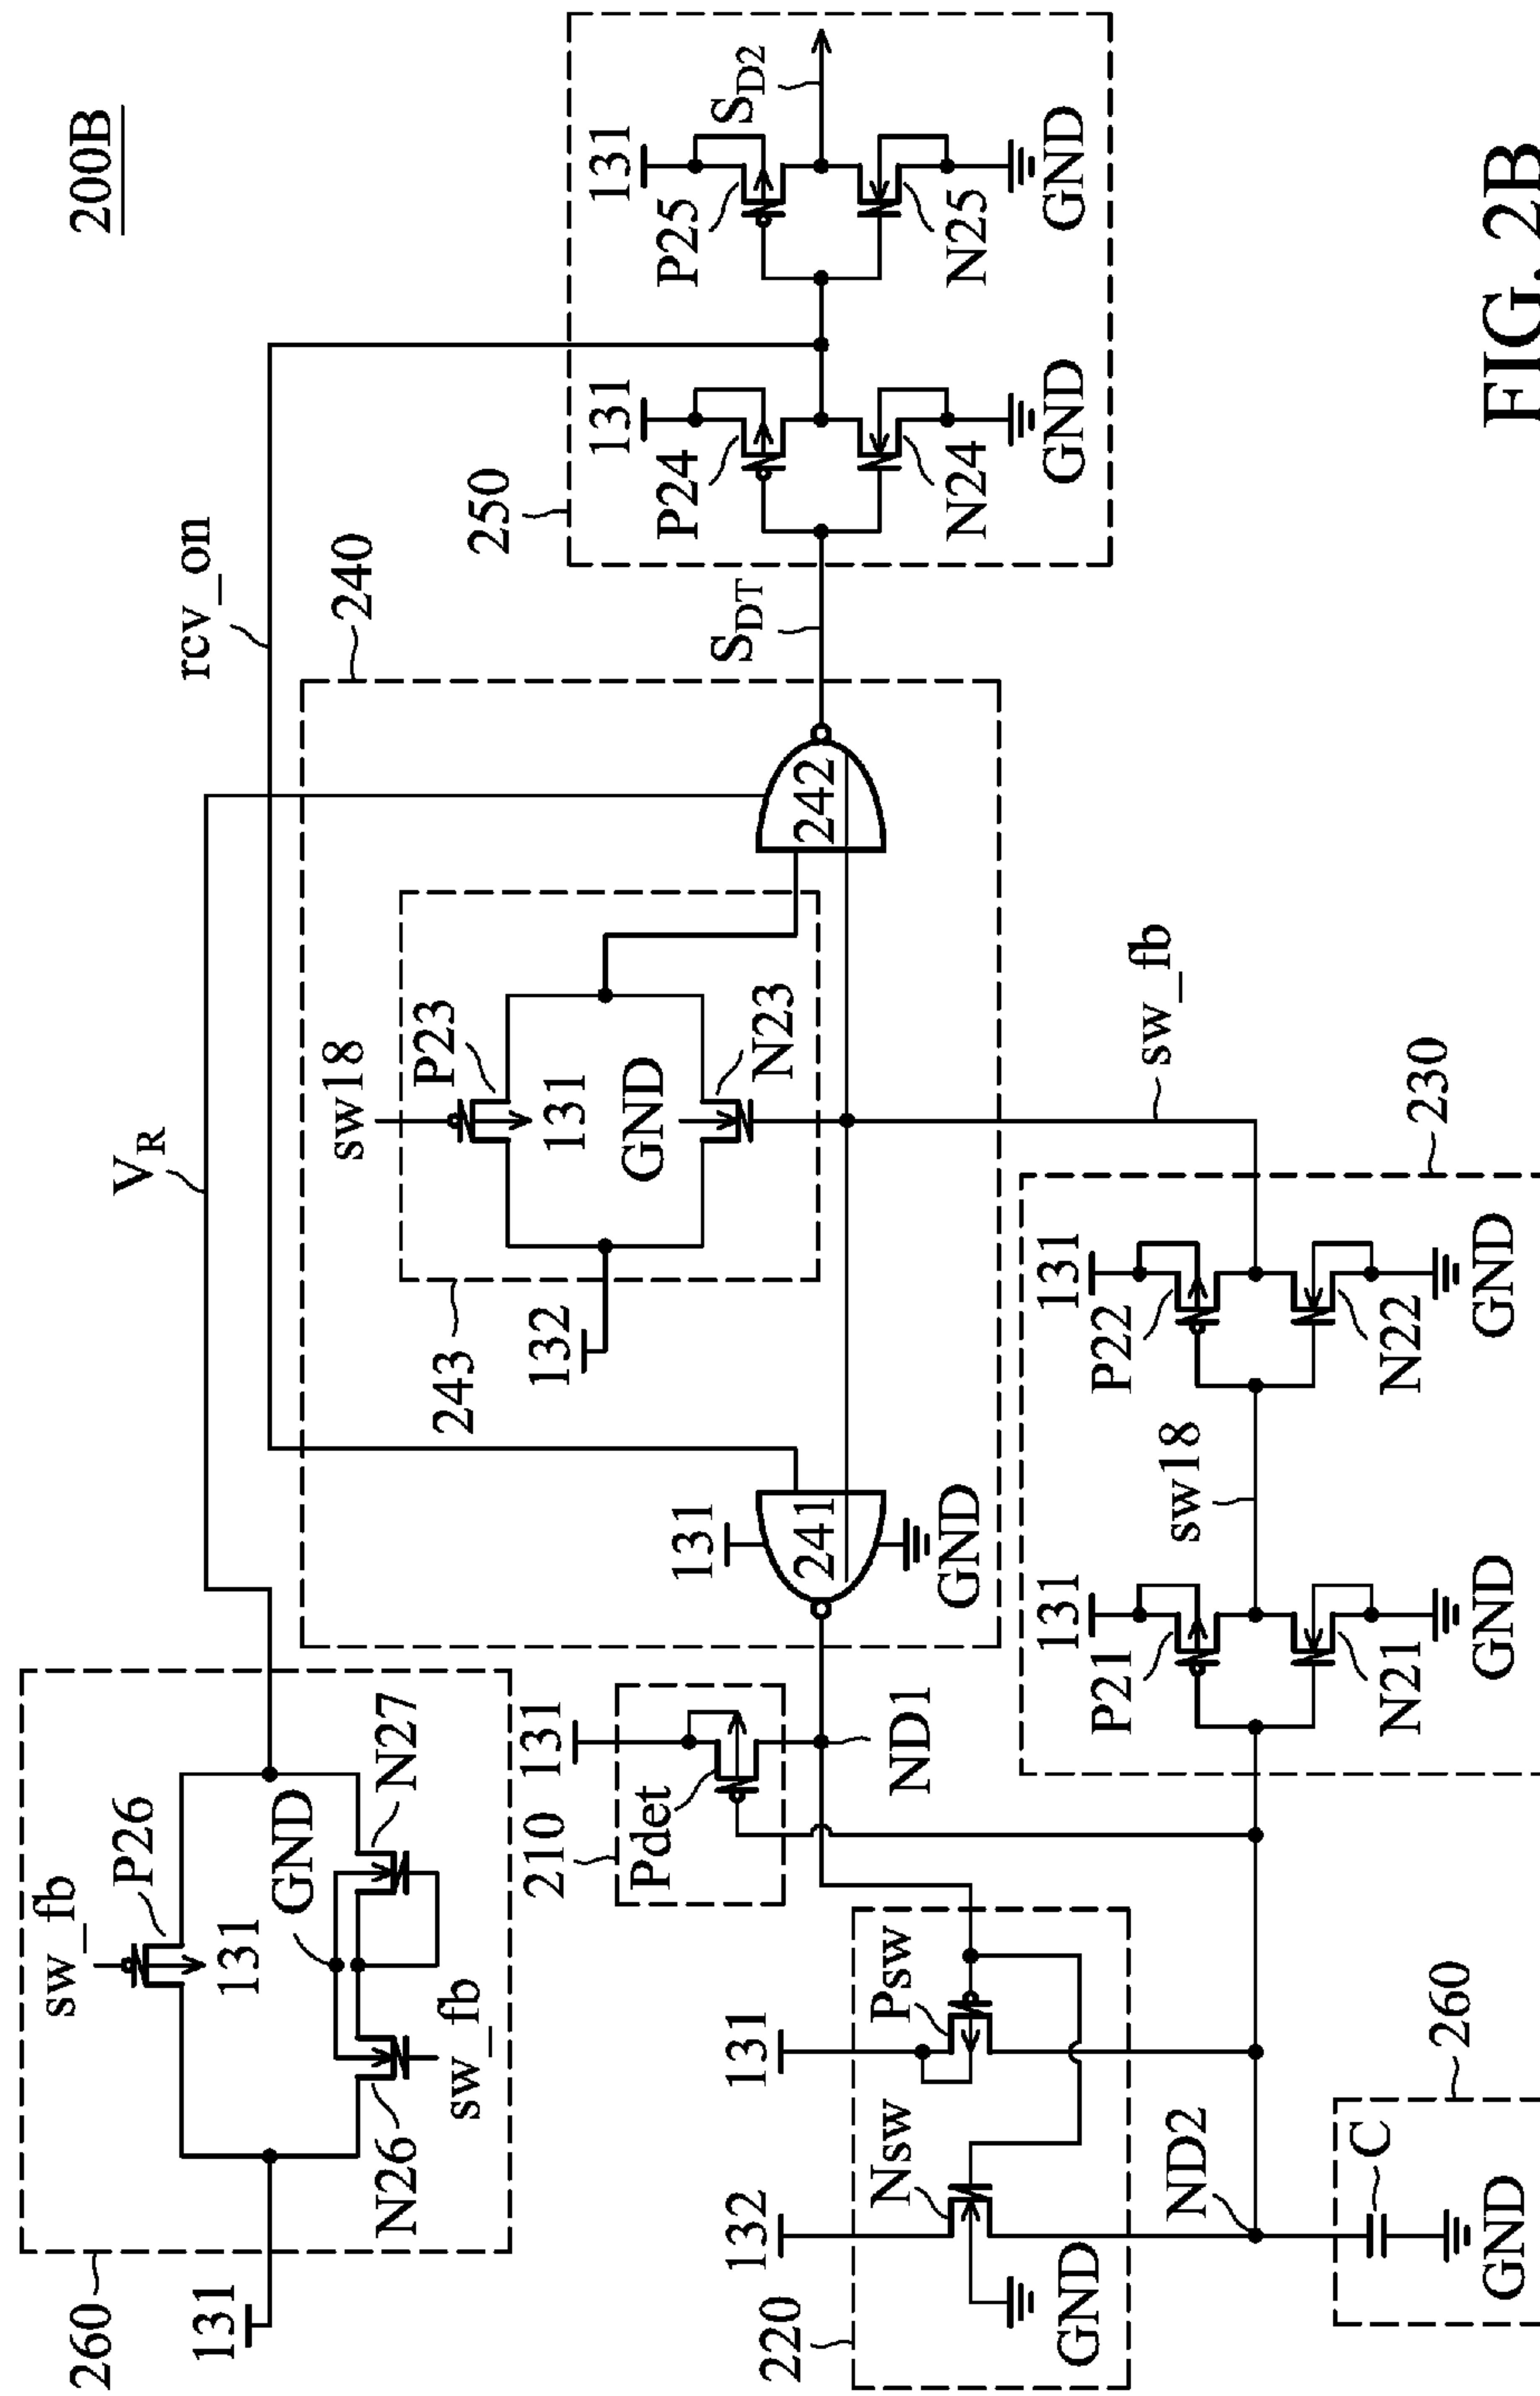 200B
V_R
rcv_on
260
131
sw_fb
P26
131
GND
N26
N27
sw_fb
240
243
132
sw18
P23
131
GND
N23
242
241
131
GND
S_DT
250
131
P24
N24
GND
131
P25
N25
GND
S_D2
210
Pdet
131
ND1
220
132
Nsw
GND
131
Psw
ND2
260
C
GND
230
131
P21
N21
GND
sw18
131
P22
N22
GND
sw_fb
FIG. 2B